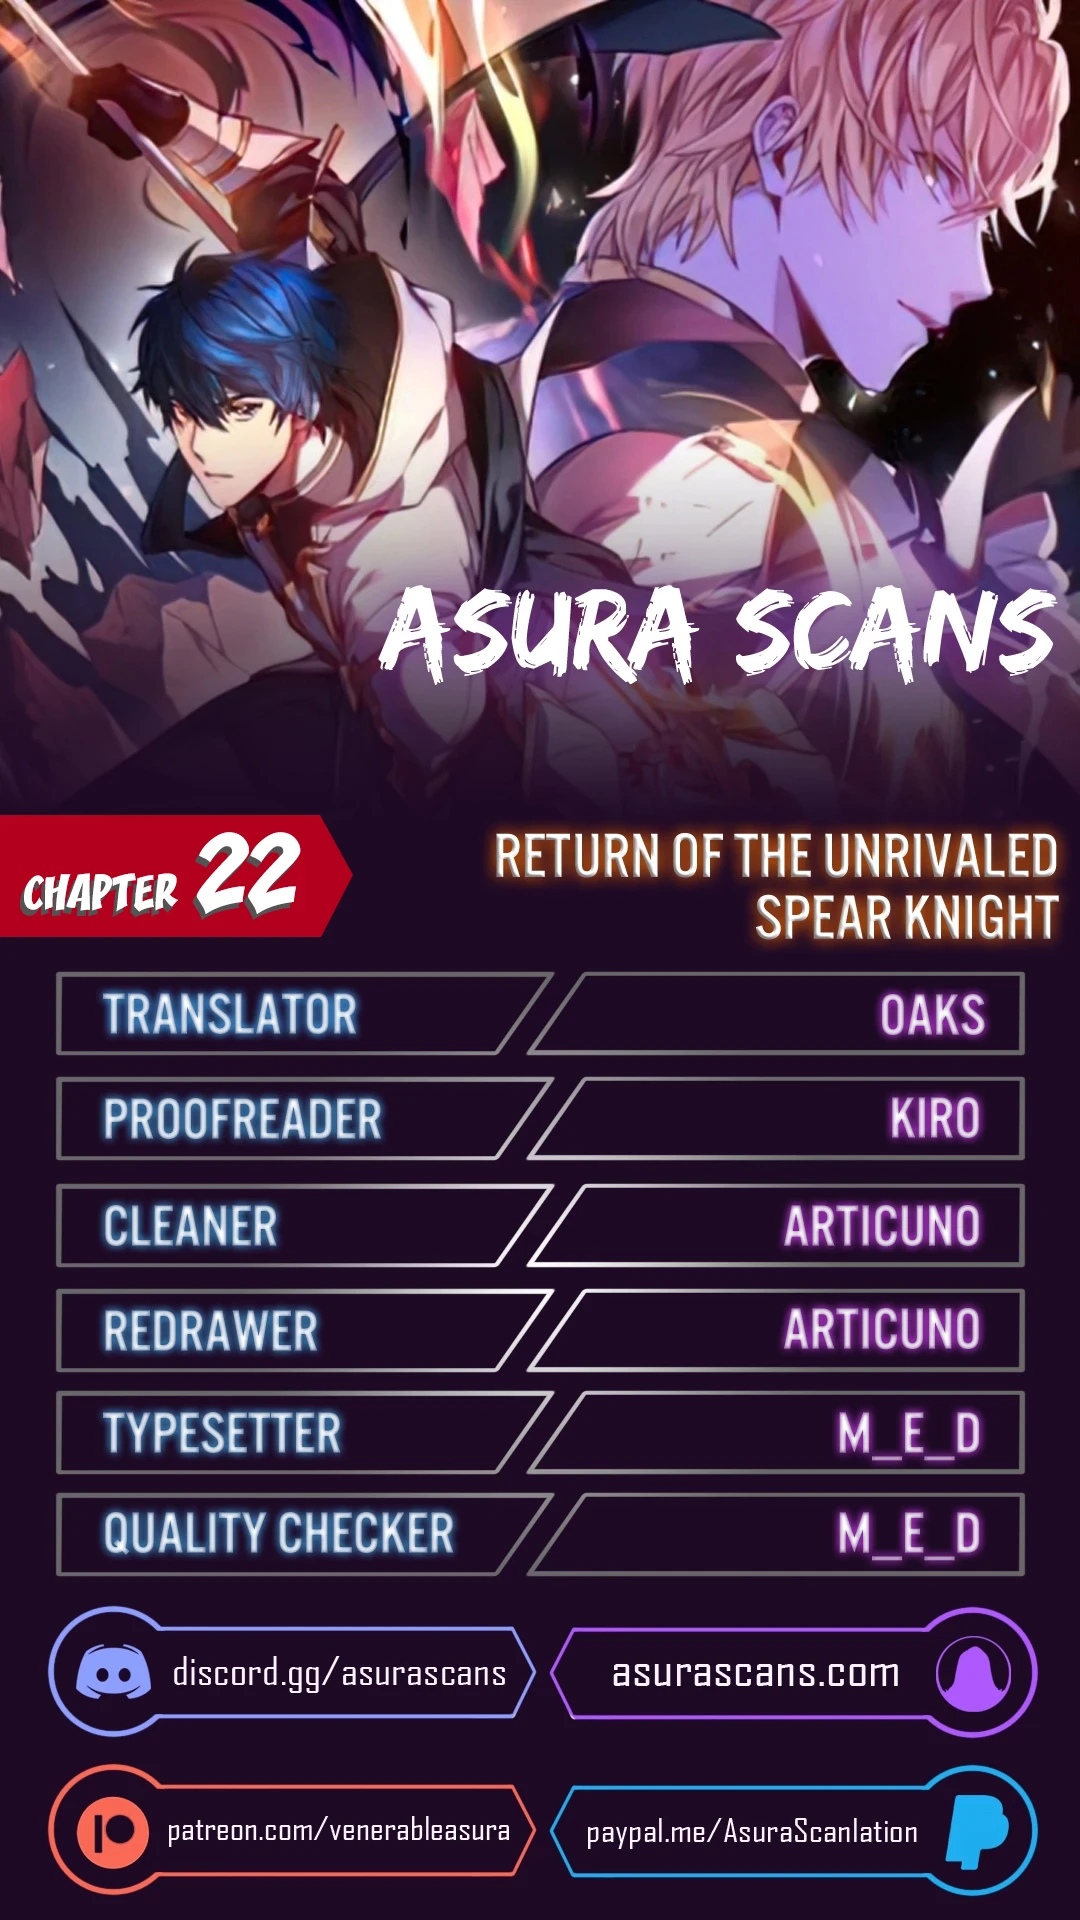 ASURA SCANS
CHAPTER 22
RETURN OF THE UNRIVALED
SPEAR KNIGHT
TRANSLATOR OAKS
PROOFREADER KIRO
CLEANER ARTICUNO
REDRAWER ARTICUNO
TYPESETTER M_E_D
QUALITY CHECKER M_E_D
discord.gg/asurascans asurascans.com
patreon.com/venerableasura paypal.me/AsuraScanlation